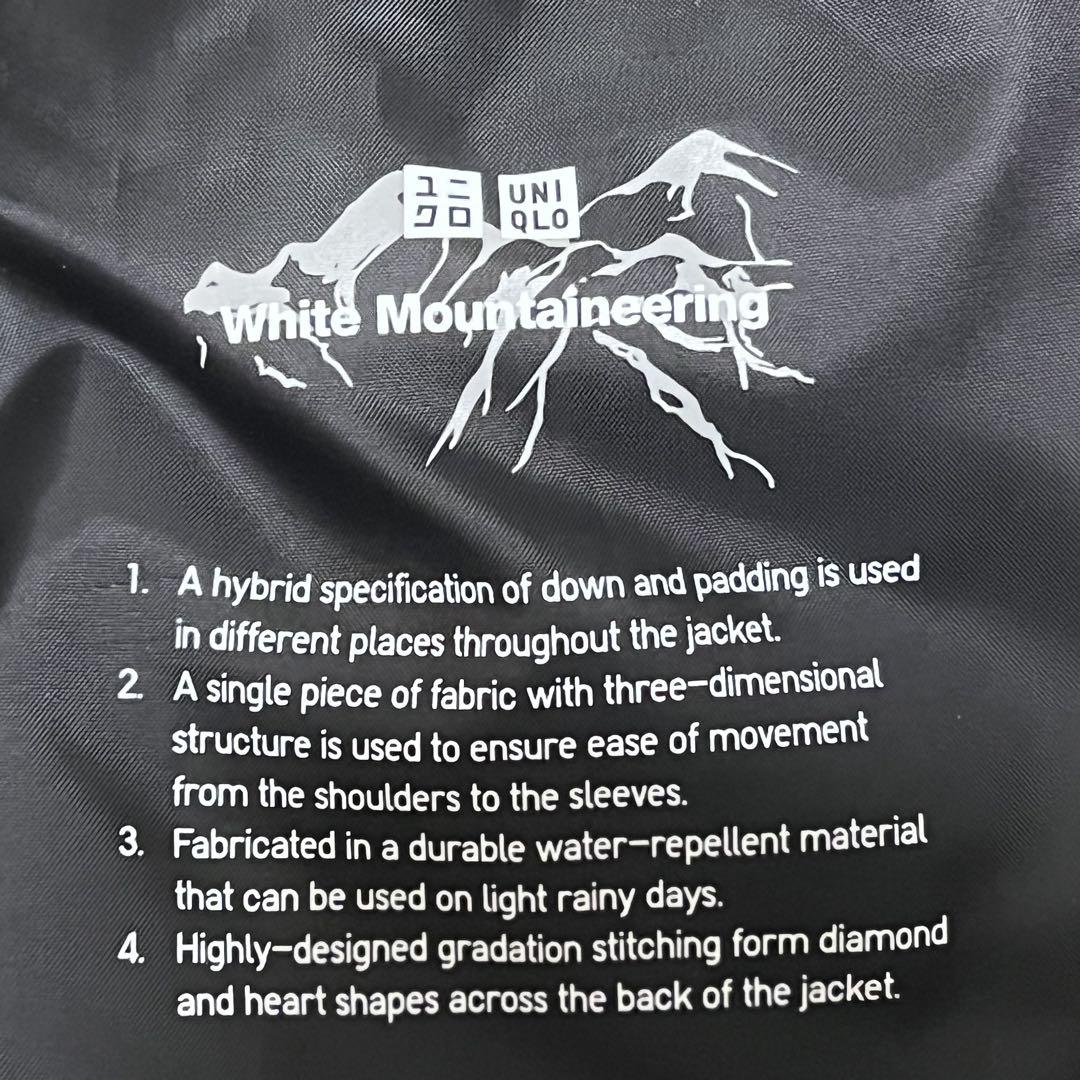 ユニ
クロ
UNI
QLO
White Mountaineering
1. A hybrid specification of down and padding is used
in different places throughout the jacket.
2. A single piece of fabric with three-dimensional
structure is used to ensure ease of movement
from the shoulders to the sleeves.
3. Fabricated in a durable water-repellent material
that can be used on light rainy days.
4. Highly-designed gradation stitching form diamond
and heart shapes across the back of the jacket.